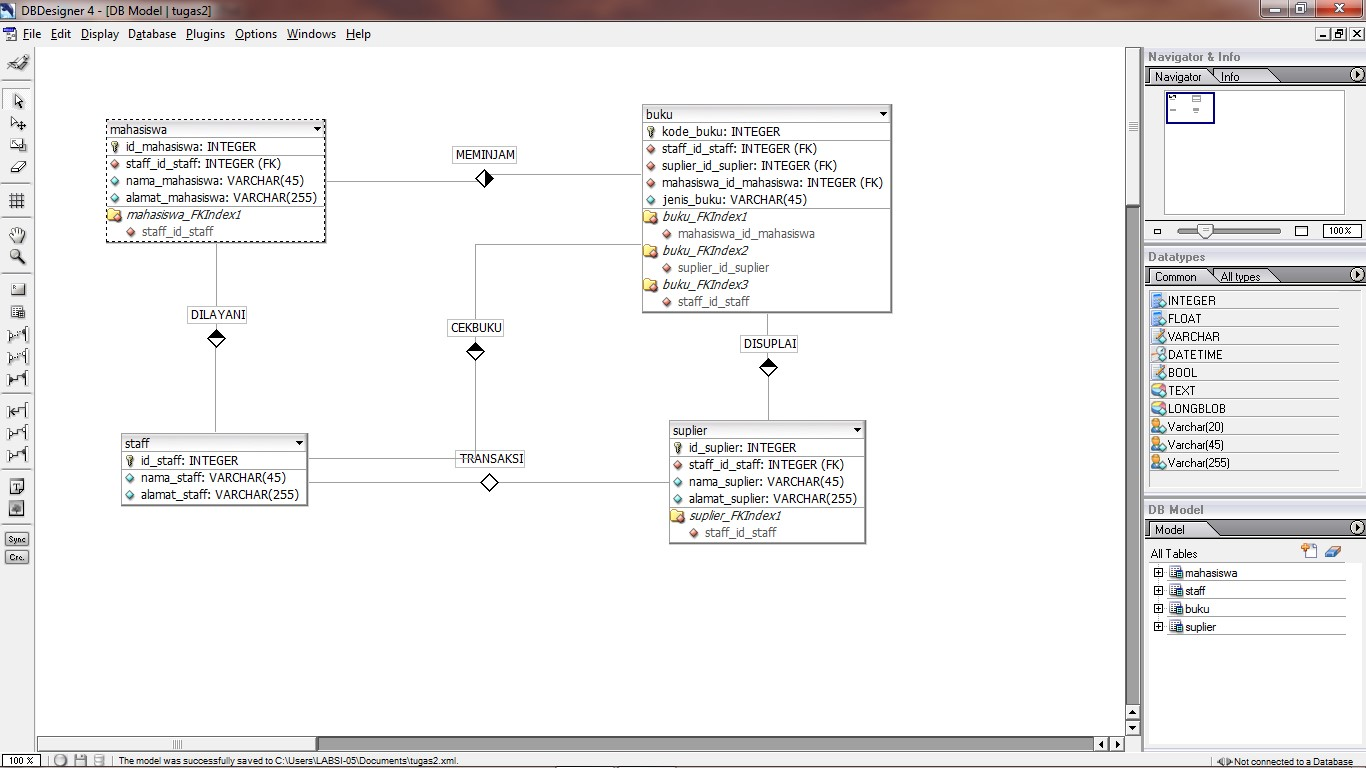 DBDesigner 4 - [DB Model | tugas2]
File Edit Display Database Plugins Options Windows Help
mahasiswa
id_mahasiswa: INTEGER
staff_id_staff: INTEGER (FK)
nama_mahasiswa: VARCHAR(45)
alamat_mahasiswa: VARCHAR(255)
mahasiswa_FKIndex1
staff_id_staff
MEMINJAM
buku
kode_buku: INTEGER
staff_id_staff: INTEGER (FK)
suplier_id_suplier: INTEGER (FK)
mahasiswa_id_mahasiswa: INTEGER (FK)
jenis_buku: VARCHAR(45)
buku_FKIndex1
mahasiswa_id_mahasiswa
buku_FKIndex2
suplier_id_suplier
buku_FKIndex3
staff_id_staff
DILAYANI
CEKBUKU
DISUPLAI
staff
id_staff: INTEGER
nama_staff: VARCHAR(45)
alamat_staff: VARCHAR(255)
TRANSAKSI
suplier
id_suplier: INTEGER
staff_id_staff: INTEGER (FK)
nama_suplier: VARCHAR(45)
alamat_suplier: VARCHAR(255)
suplier_FKIndex1
staff_id_staff
Sync
Cre.
Navigator & Info
Navigator Info
100%
Datatypes
Common All types
INTEGER
FLOAT
VARCHAR
DATETIME
BOOL
TEXT
LONGBLOB
Varchar(20)
Varchar(45)
Varchar(255)
DB Model
Model
All Tables
mahasiswa
staff
buku
suplier
100 % The model was successfully saved to C:\Users\LABSI-05\Documents\tugas2.xml. Not connected to a Database